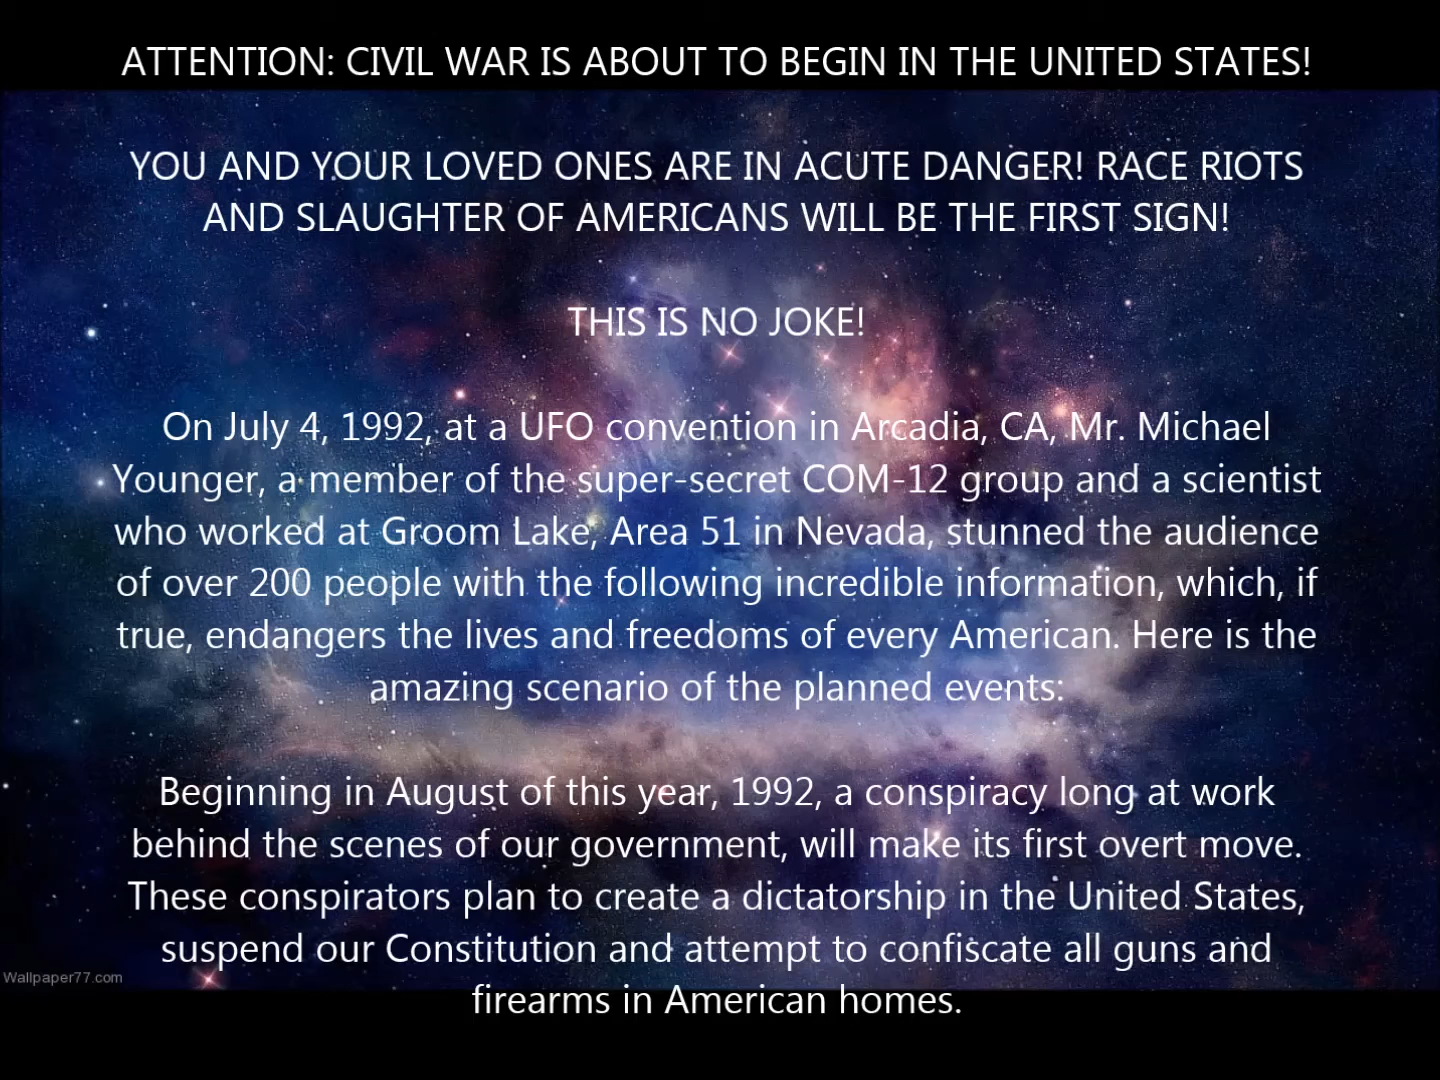 ATTENTION: CIVIL WAR IS ABOUT TO BEGIN IN THE UNITED STATES!
YOU AND YOUR LOVED ONES ARE IN ACUTE DANGER! RACE RIOTS
AND SLAUGHTER OF AMERICANS WILL BE THE FIRST SIGN!
THIS IS NO JOKE!
On July 4, 1992, at a UFO convention in Arcadia, CA, Mr. Michael
Younger, a member of the super-secret COM-12 group and a scientist
who worked at Groom Lake, Area 51 in Nevada, stunned the audience
of over 200 people with the following incredible information, which, if
true, endangers the lives and freedoms of every American. Here is the
amazing scenario of the planned events:
Beginning in August of this year, 1992, a conspiracy long at work
behind the scenes of our government, will make its first overt move.
These conspirators plan to create a dictatorship in the United States,
suspend our Constitution and attempt to confiscate all guns and
Wallpaper77.com
firearms in American homes.